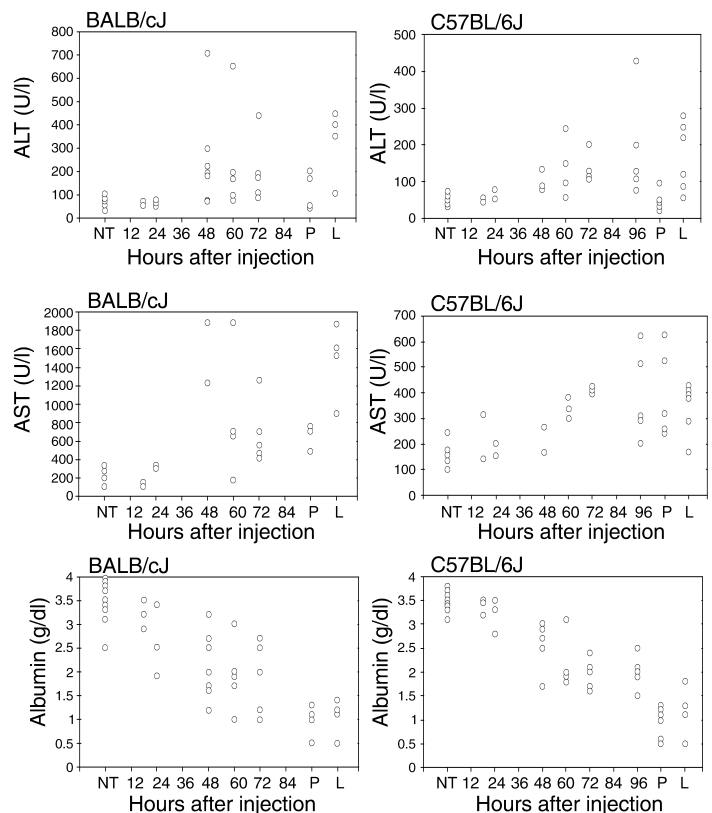 BALB/cJ
800
700
600
500
400
300
200
100
0
ALT (U/l)
NT 12 24 36 48 60 72 84 P L
Hours after injection
C57BL/6J
500
400
300
200
100
0
ALT (U/l)
NT 12 24 36 48 60 72 84 96 P L
Hours after injection
BALB/cJ
2000
1800
1600
1400
1200
1000
800
600
400
200
0
AST (U/l)
NT 12 24 36 48 60 72 84 P L
Hours after injection
C57BL/6J
700
600
500
400
300
200
100
0
AST (U/l)
NT 12 24 36 48 60 72 84 96 P L
Hours after injection
BALB/cJ
4
3.5
3
2.5
2
1.5
1
0.5
0
Albumin (g/dl)
NT 12 24 36 48 60 72 84 P L
Hours after injection
C57BL/6J
4
3.5
3
2.5
2
1.5
1
0.5
0
Albumin (g/dl)
NT 12 24 36 48 60 72 84 96 P L
Hours after injection